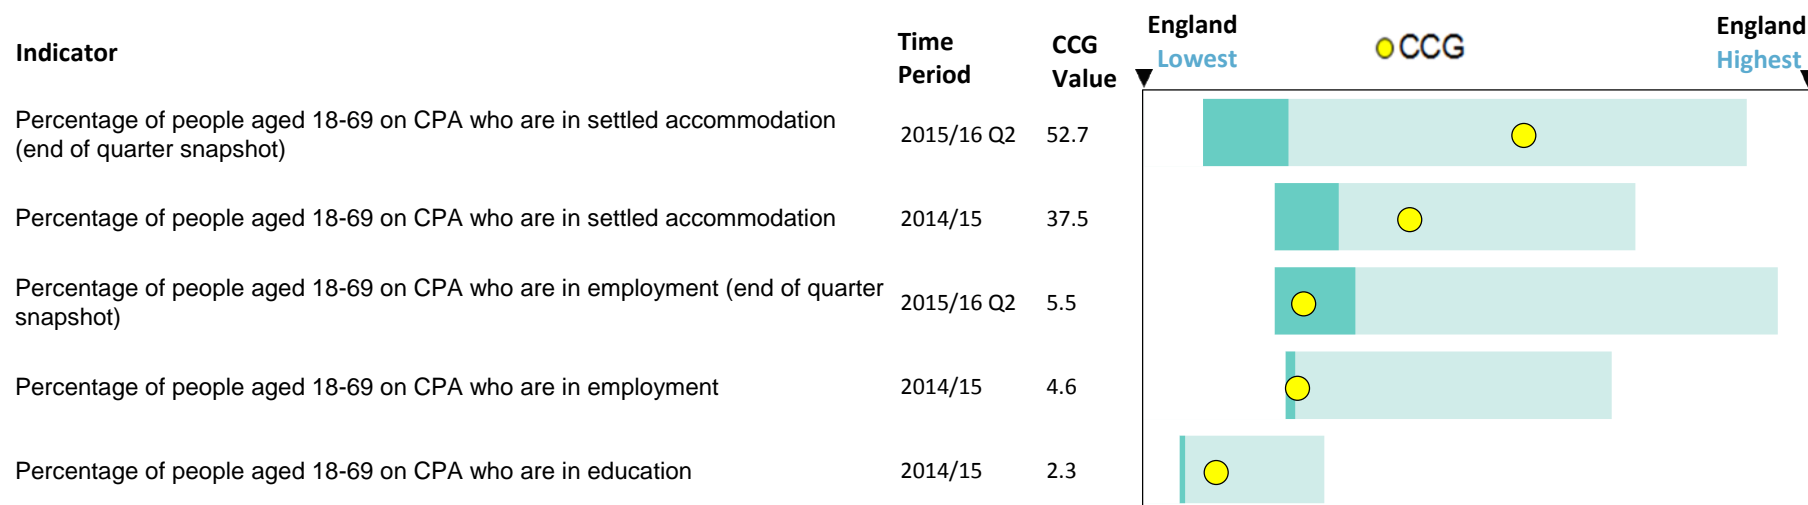 Indicator
Time
Period
CCG
Value
England
Lowest
CCG
England
Highest
Percentage of people aged 18-69 on CPA who are in settled accommodation
(end of quarter snapshot)
2015/16 Q2
52.7
Percentage of people aged 18-69 on CPA who are in settled accommodation
2014/15
37.5
Percentage of people aged 18-69 on CPA who are in employment (end of quarter
snapshot)
2015/16 Q2
5.5
Percentage of people aged 18-69 on CPA who are in employment
2014/15
4.6
Percentage of people aged 18-69 on CPA who are in education
2014/15
2.3